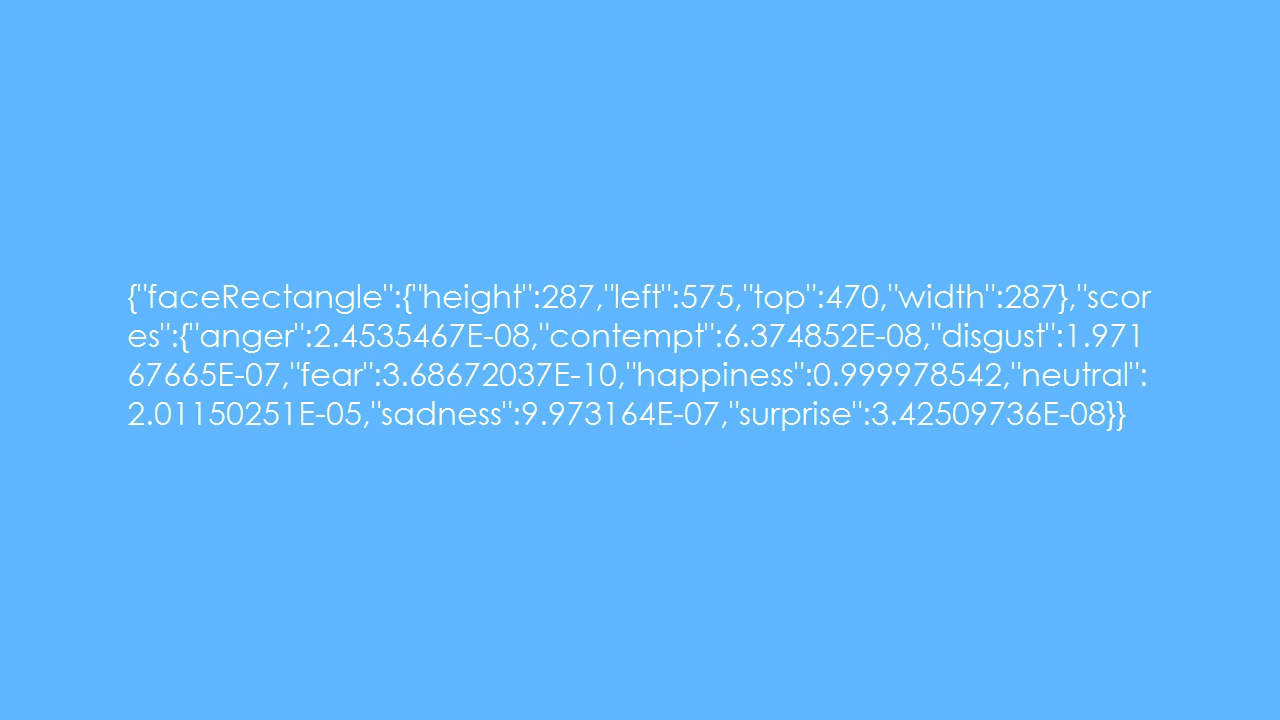 {"faceRectangle":{"height":287,"left":575,"top":470,"width":287},"scor
es":{"anger":2.4535467E-08,"contempt":6.374852E-08,"disgust":1.971
67665E-07,"fear":3.68672037E-10,"happiness":0.999978542,"neutral":
2.01150251E-05,"sadness":9.973164E-07,"surprise":3.42509736E-08}}